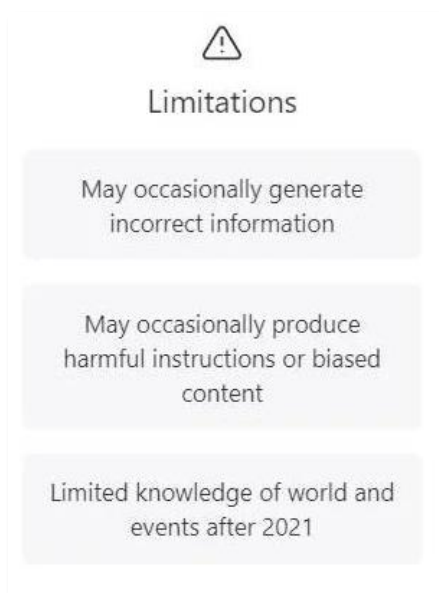 Limitations
May occasionally generate
incorrect information
May occasionally produce
harmful instructions or biased
content
Limited knowledge of world and
events after 2021